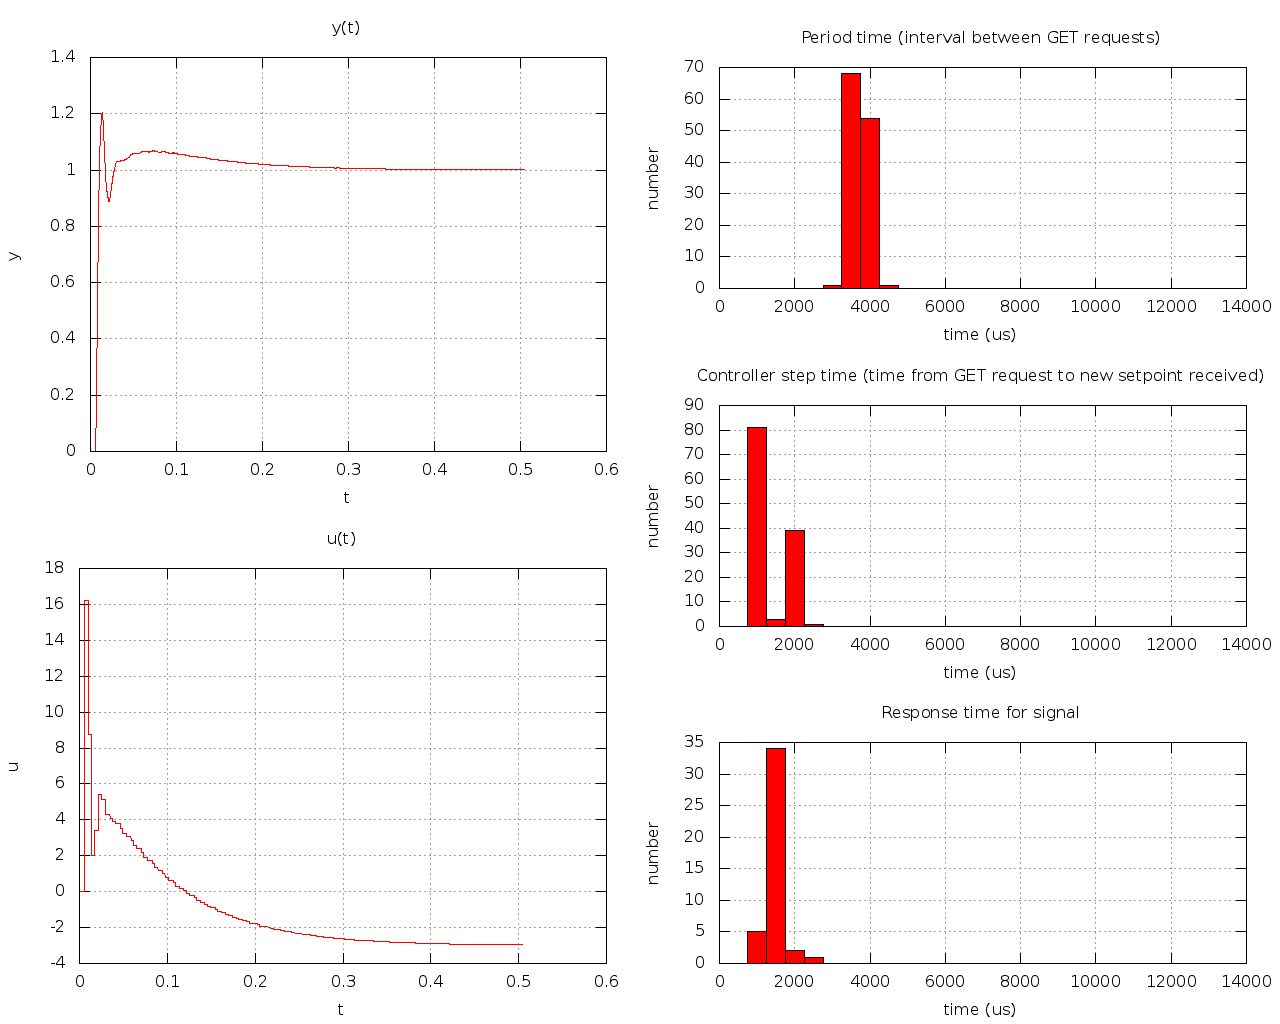 y(t)
1.4
1.2
1
0.8
0.6
0.4
0.2
0
y
0 0.1 0.2 0.3 0.4 0.5 0.6
t
u(t)
18
16
14
12
10
8
6
4
2
0
-2
-4
u
0 0.1 0.2 0.3 0.4 0.5 0.6
t
Period time (interval between GET requests)
70
60
50
40
30
20
10
0
number
0 2000 4000 6000 8000 10000 12000 14000
time (us)
Controller step time (time from GET request to new setpoint received)
90
80
70
60
50
40
30
20
10
0
number
0 2000 4000 6000 8000 10000 12000 14000
time (us)
Response time for signal
35
30
25
20
15
10
5
0
number
0 2000 4000 6000 8000 10000 12000 14000
time (us)